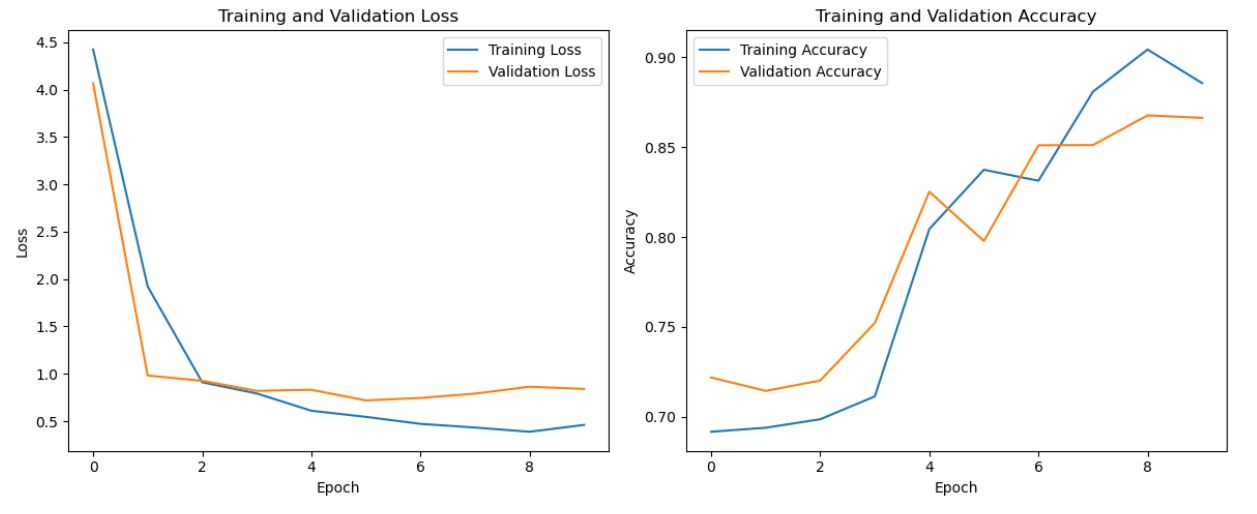 Training and Validation Loss
4.5
4.0
3.5
3.0
2.5
2.0
1.5
1.0
0.5
Loss
Training Loss
Validation Loss
0 2 4 6 8
Epoch
Training and Validation Accuracy
0.90
0.85
0.80
0.75
0.70
Accuracy
Training Accuracy
Validation Accuracy
0 2 4 6 8
Epoch